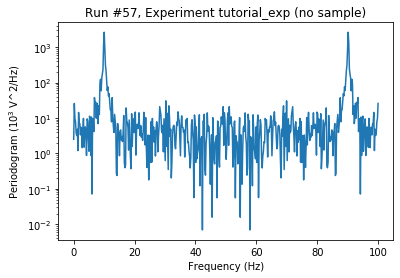 Run #57, Experiment tutorial_exp (no sample)
Periodogram (10³ V^2/Hz)
10³
10²
10¹
10⁰
10⁻¹
10⁻²
0 20 40 60 80 100
Frequency (Hz)